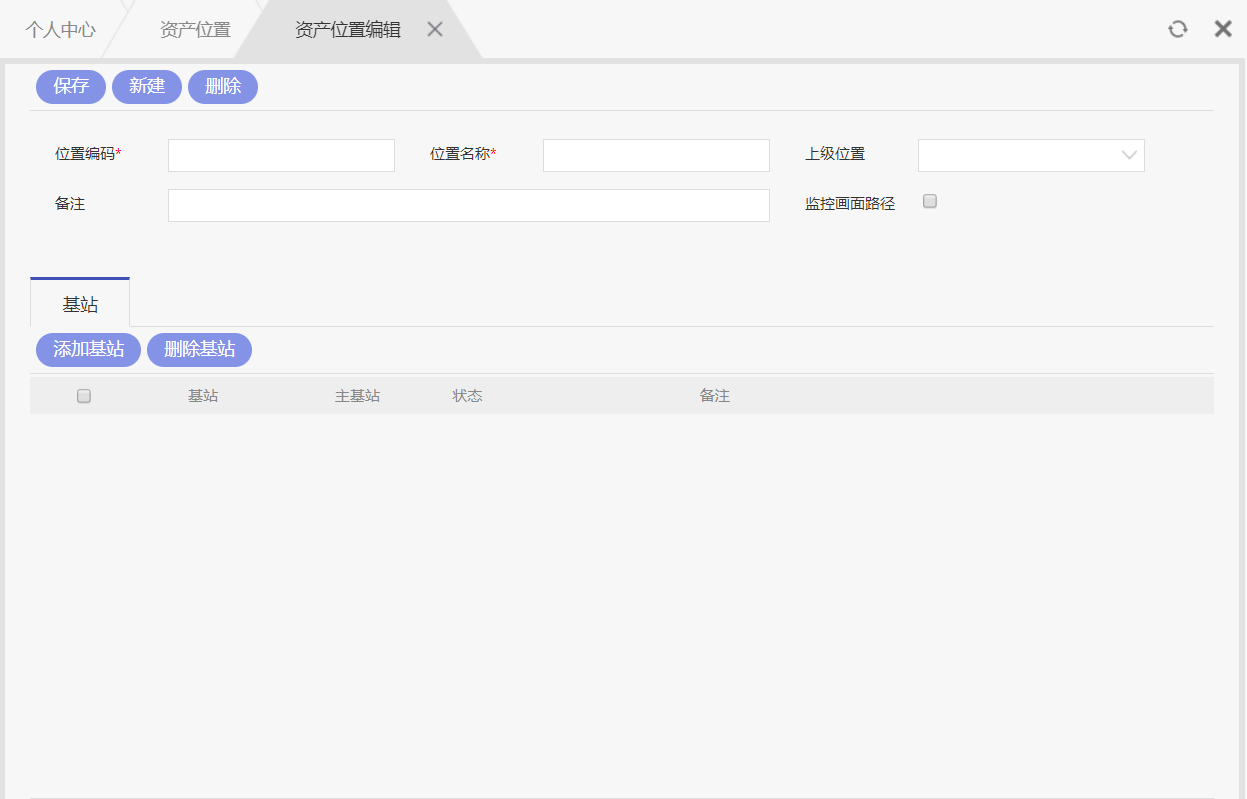 个人中心 资产位置 资产位置编辑
保存 新建 删除
位置编码* 位置名称* 上级位置
备注 监控画面路径
基站
添加基站 删除基站
基站 主基站 状态 备注